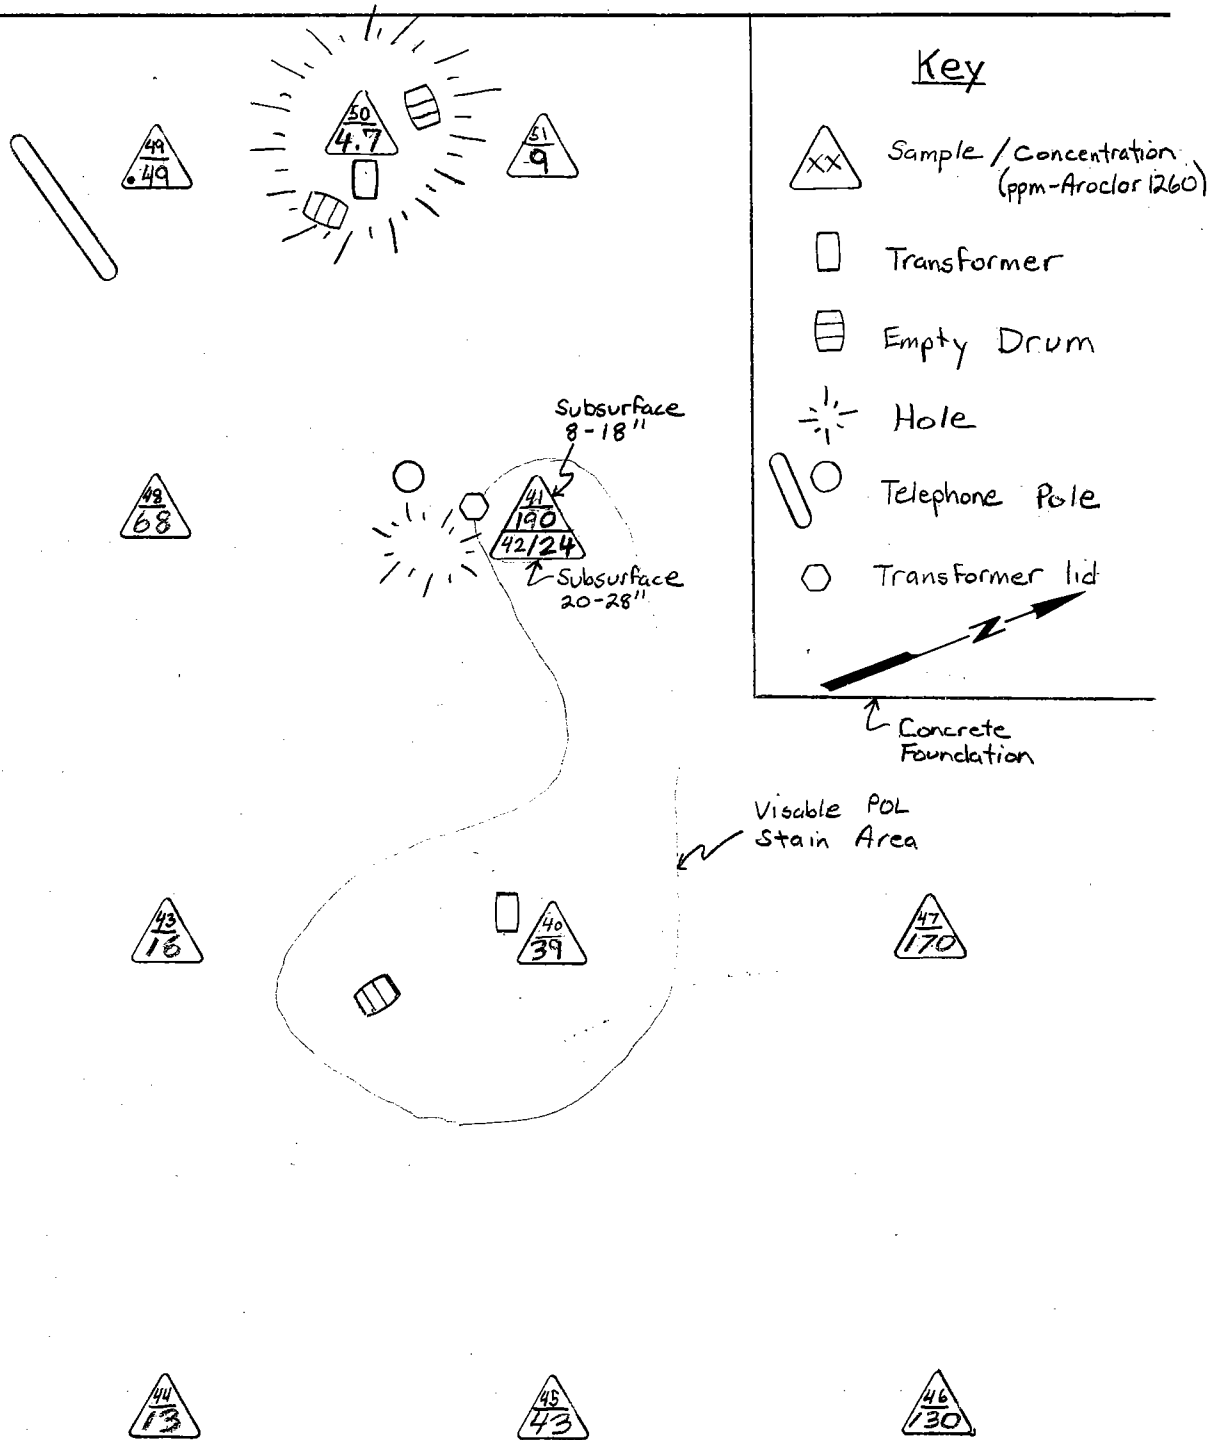 Key
XX
Sample / Concentration
(ppm-Aroclor 1260)
Transformer
Empty Drum
Hole
Telephone Pole
Transformer lid
N
Concrete
Foundation
49
.49
50
4.7
51
9
Subsurface
8-18"
48
68
41
190
42/24
Subsurface
20-28"
Visable POL
Stain Area
43
16
40
39
47
170
44
13
45
43
46
130